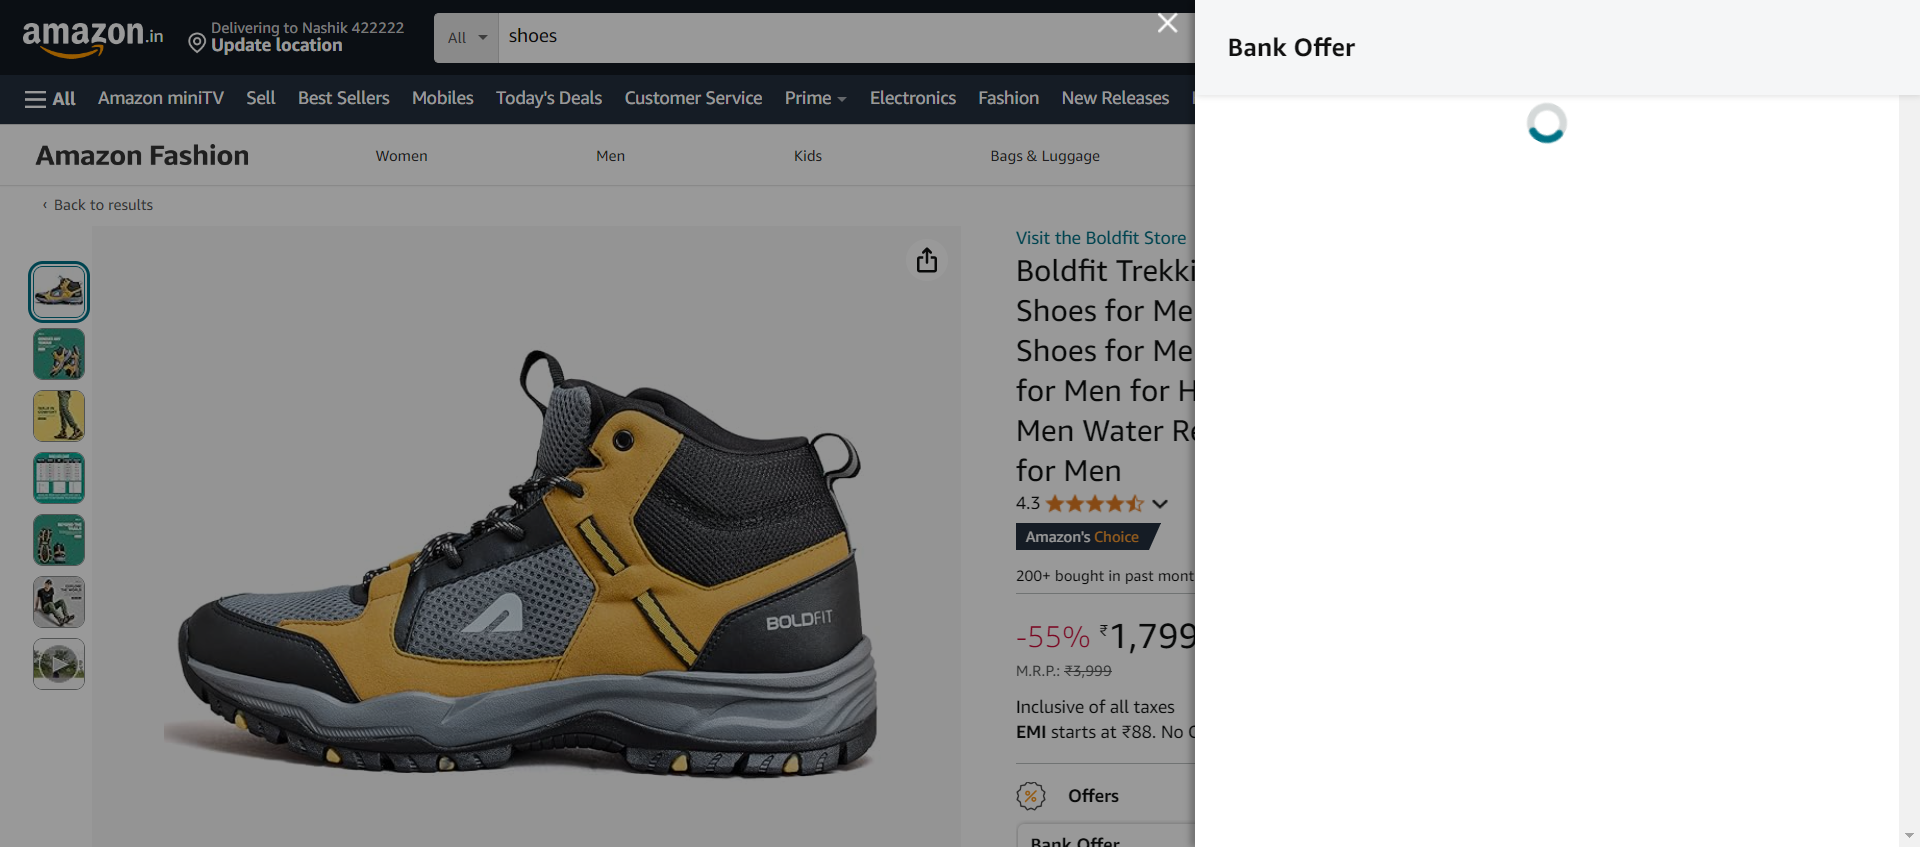 amazon.in
Delivering to Nashik 422222
Update location
All
shoes
All
Amazon miniTV
Sell
Best Sellers
Mobiles
Today's Deals
Customer Service
Prime
Electronics
Fashion
New Releases
Amazon Fashion
Women
Men
Kids
Bags & Luggage
‹ Back to results
BOLDFIT
Visit the Boldfit Store
Boldfit Trekki
Shoes for Me
Shoes for Me
for Men for H
Men Water Re
for Men
4.3
Amazon's Choice
200+ bought in past mont
-55% ₹1,799
M.R.P.: ₹3,999
Inclusive of all taxes
EMI starts at ₹88. No C
Offers
Bank Offer
Bank Offer